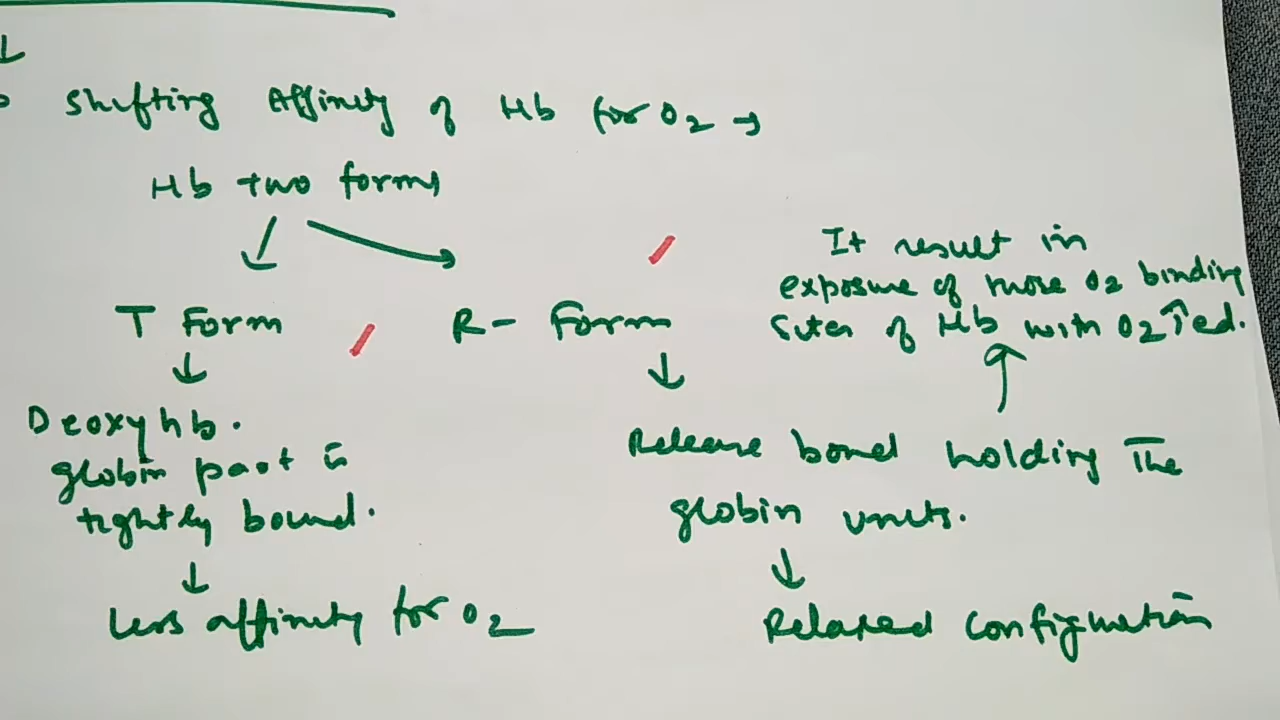 Shifting Affinity of Hb for O2 →
Hb two forms
T Form
R- Form
It result in
exposure of more O2 binding
Sites of Hb with O2 ↑ed.
Deoxyhb.
globin part is
tightly bound.
Less affinity for O2
Release bond holding The
globin units.
Relaxed configuration